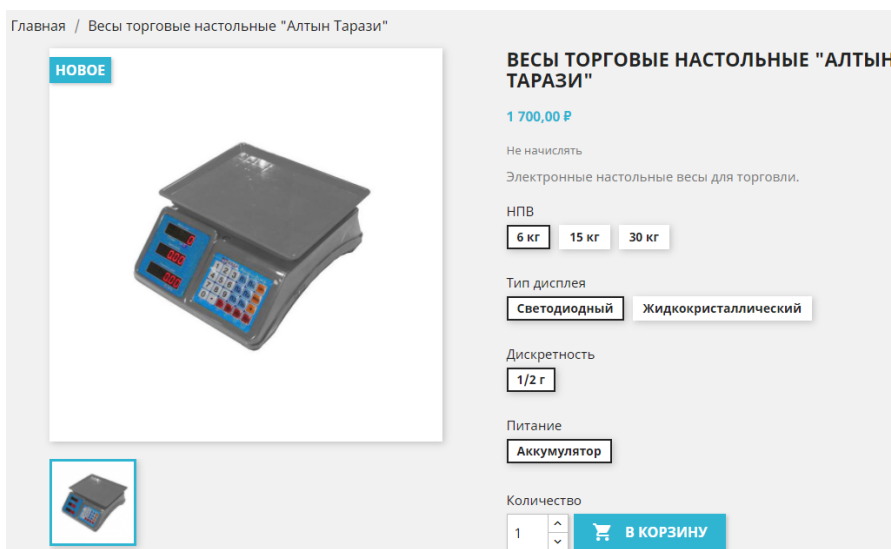 Главная / Весы торговые настольные "Алтын Тарази"
НОВОЕ
ВЕСЫ ТОРГОВЫЕ НАСТОЛЬНЫЕ "АЛТЫН
ТАРАЗИ"
1 700,00 ₽
Не начислять
Электронные настольные весы для торговли.
НПВ
6 кг 15 кг 30 кг
Тип дисплея
Светодиодный Жидкокристаллический
Дискретность
1/2 г
Питание
Аккумулятор
Количество
1 В КОРЗИНУ